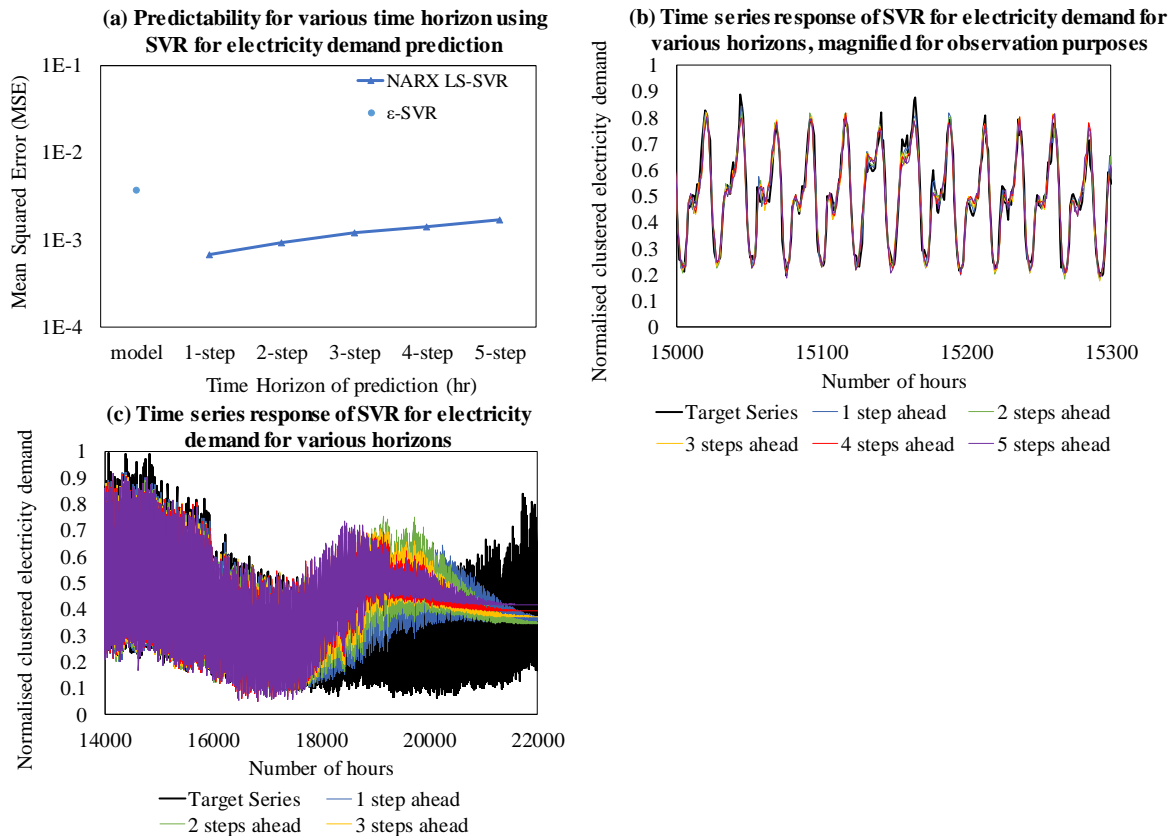 (a) Predictability for various time horizon using
SVR for electricity demand prediction
1E-1
1E-2
1E-3
1E-4
Mean Squared Error (MSE)
NARX LS-SVR
ε-SVR
model 1-step 2-step 3-step 4-step 5-step
Time Horizon of prediction (hr)
(b) Time series response of SVR for electricity demand for
various horizons, magnified for observation purposes
Normalised clustered electricity demand
1
0.9
0.8
0.7
0.6
0.5
0.4
0.3
0.2
0.1
0
15000 15100 15200 15300
Number of hours
Target Series 1 step ahead 2 steps ahead
3 steps ahead 4 steps ahead 5 steps ahead
(c) Time series response of SVR for electricity
demand for various horizons
Normalised clustered electricity demand
1
0.9
0.8
0.7
0.6
0.5
0.4
0.3
0.2
0.1
0
14000 16000 18000 20000 22000
Number of hours
Target Series 1 step ahead
2 steps ahead 3 steps ahead